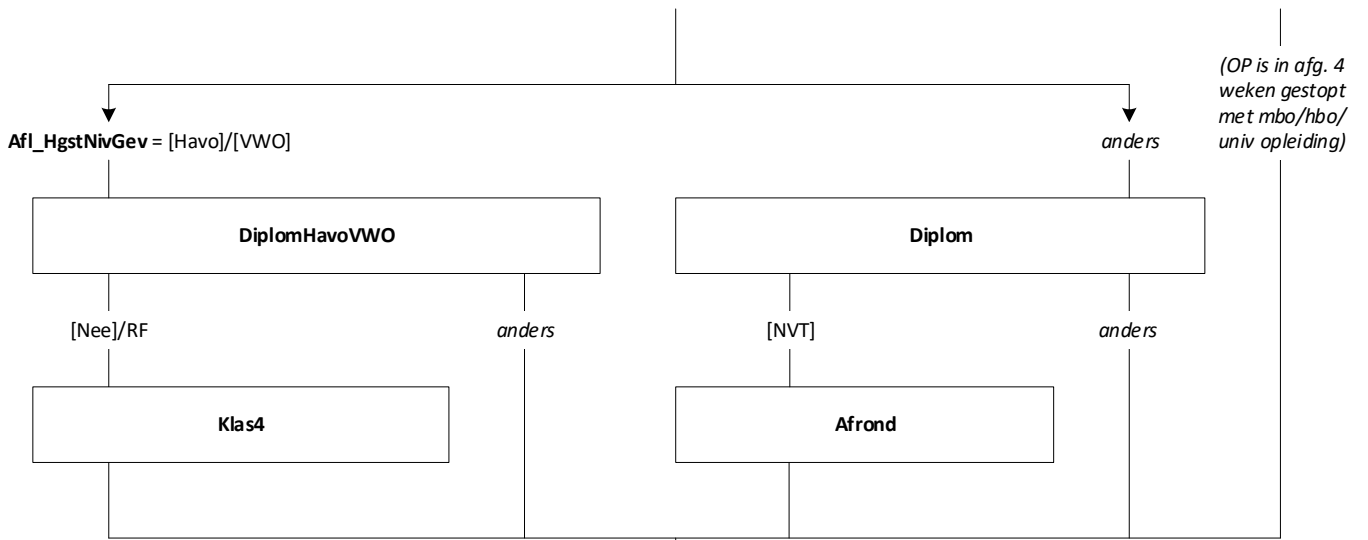 (OP is in afg. 4
weken gestopt
met mbo/hbo/
univ opleiding)
Afl_HgstNivGev = [Havo]/[VWO]
anders
DiplomHavoVWO
Diplom
[Nee]/RF
anders
[NVT]
anders
Klas4
Afrond